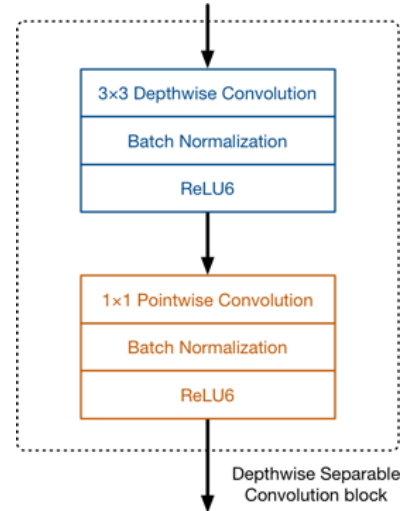 3×3 Depthwise Convolution
Batch Normalization
ReLU6
1×1 Pointwise Convolution
Batch Normalization
ReLU6
Depthwise Separable
Convolution block